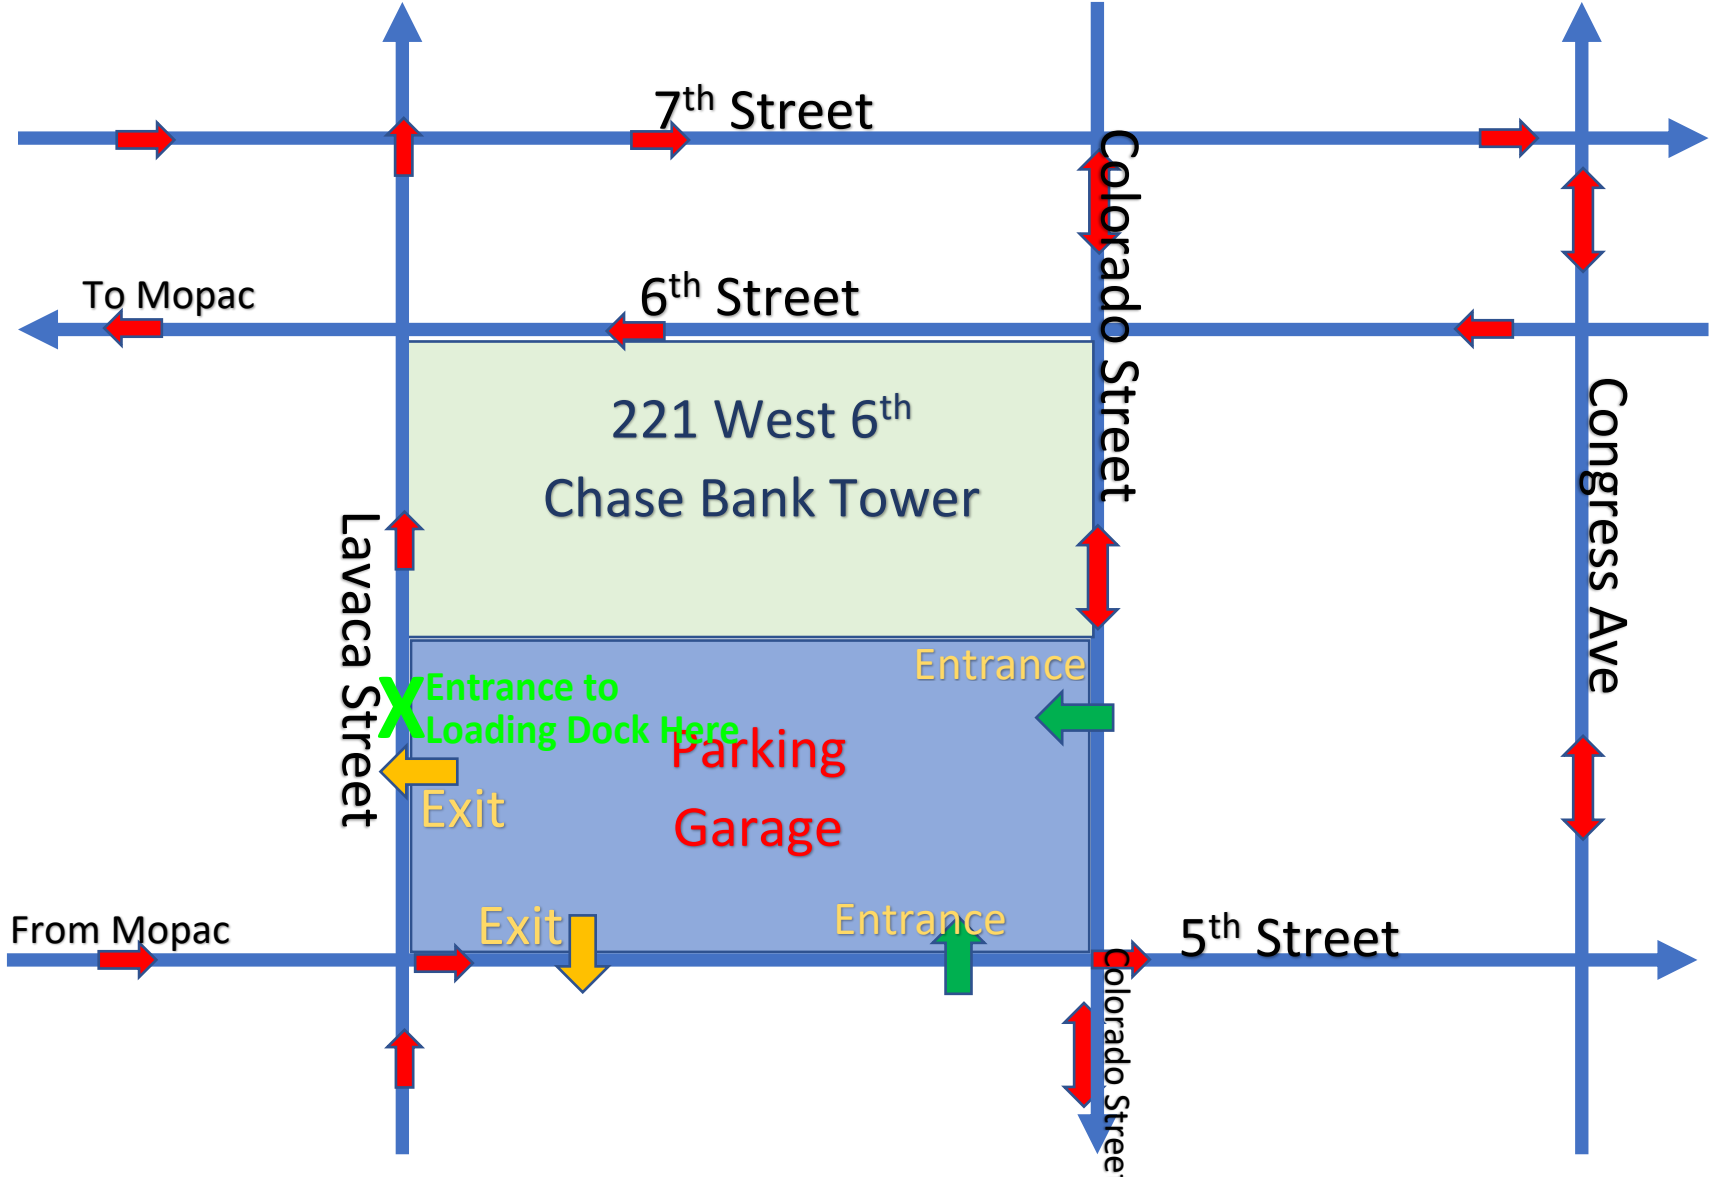 7th Street
Colorado Street
To Mopac
6th Street
221 West 6th
Chase Bank Tower
Congress Ave
Lavaca Street
Entrance
X
Entrance to
Loading Dock Here
Parking
Garage
Exit
From Mopac
Exit
Entrance
5th Street
Colorado Stree